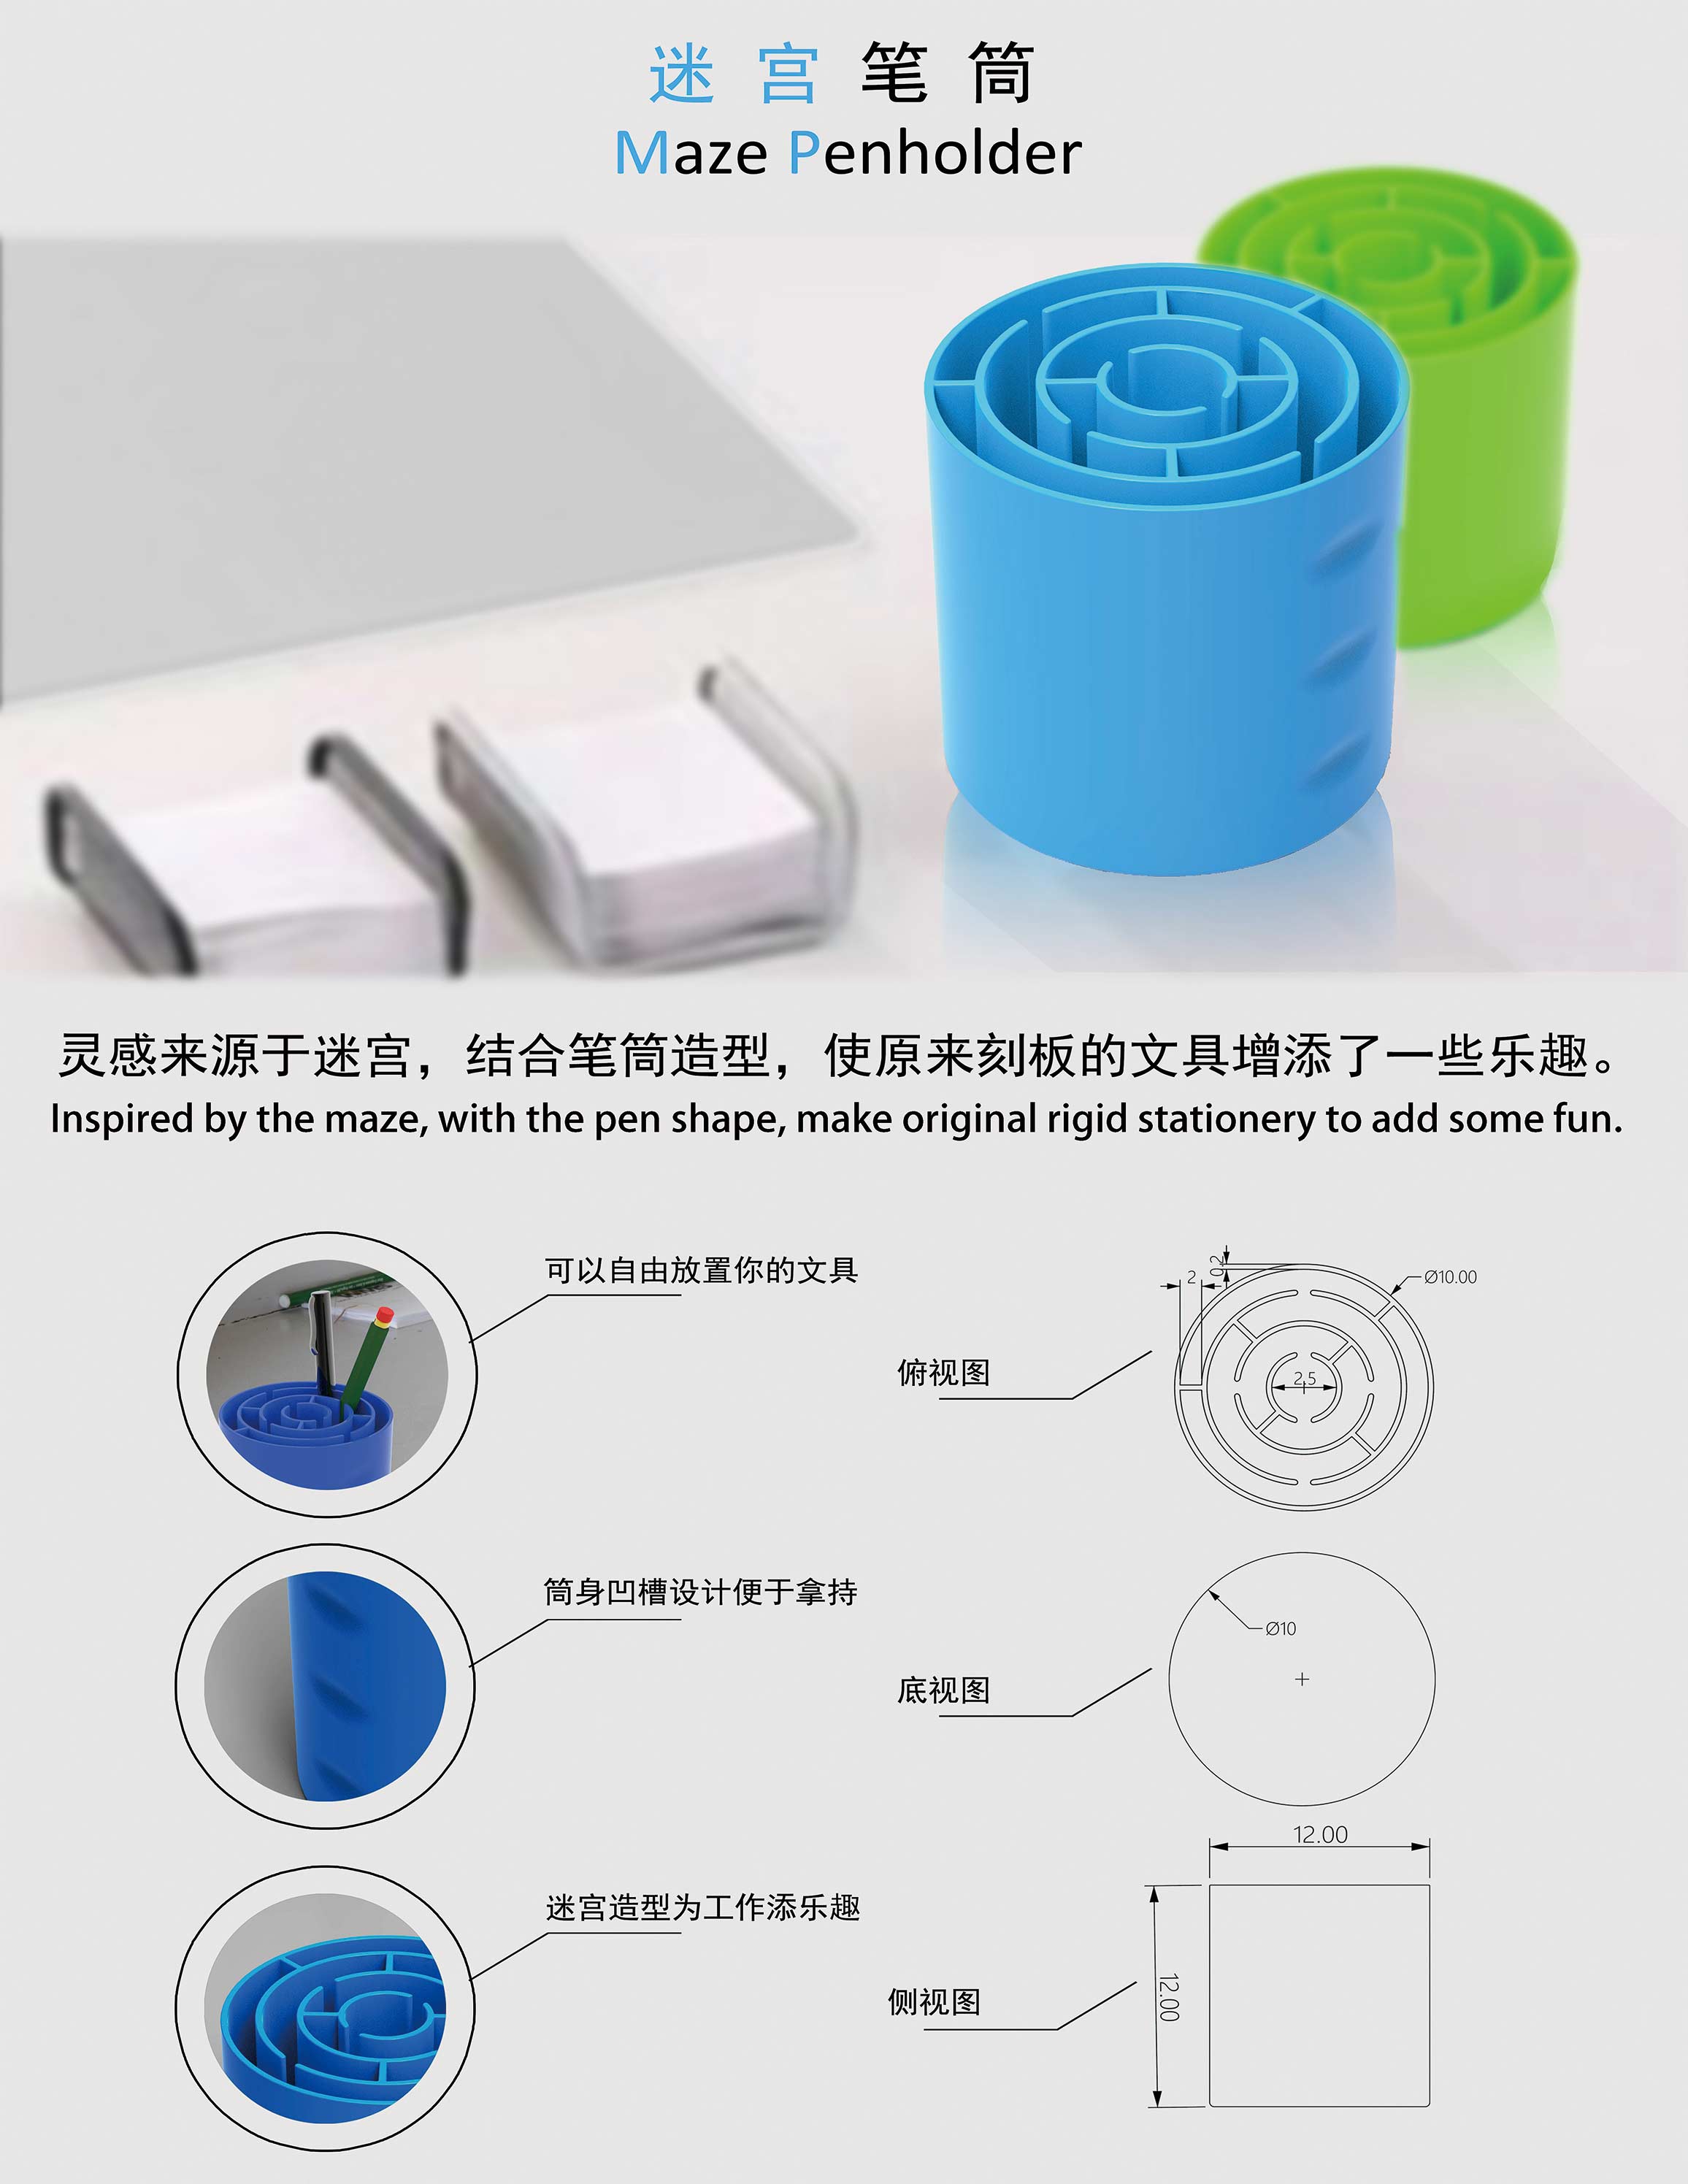 迷宫笔筒
Maze Penholder
灵感来源于迷宫，结合笔筒造型，使原来刻板的文具增添了一些乐趣。
Inspired by the maze, with the pen shape, make original rigid stationery to add some fun.
可以自由放置你的文具
俯视图
2
0.2
Ø10.00
2.5
筒身凹槽设计便于拿持
底视图
Ø10
迷宫造型为工作添乐趣
侧视图
12.00
12.00